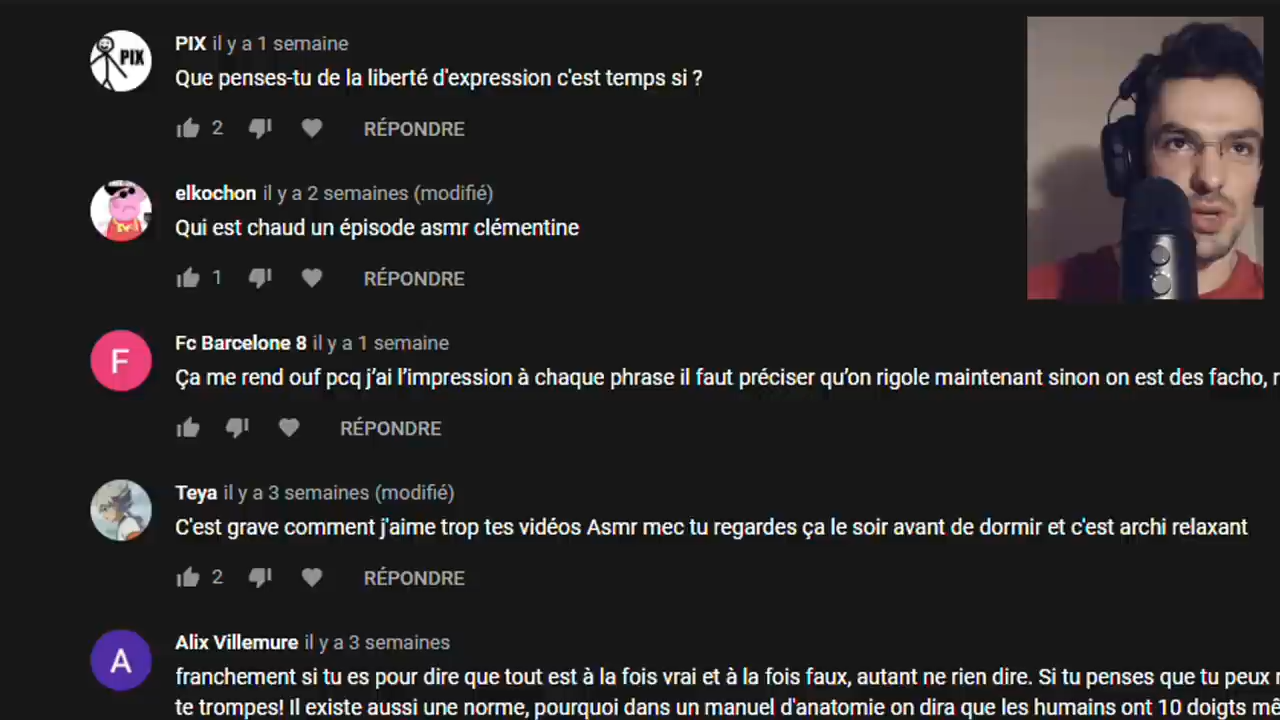 PIX
PIX il y a 1 semaine
Que penses-tu de la liberté d'expression c'est temps si ?
2 RÉPONDRE
elkochon il y a 2 semaines (modifié)
Qui est chaud un épisode asmr clémentine
1 RÉPONDRE
F
Fc Barcelone 8 il y a 1 semaine
Ça me rend ouf pcq j’ai l’impression à chaque phrase il faut préciser qu’on rigole maintenant sinon on est des facho, r
RÉPONDRE
Teya il y a 3 semaines (modifié)
C'est grave comment j'aime trop tes vidéos Asmr mec tu regardes ça le soir avant de dormir et c'est archi relaxant
2 RÉPONDRE
A
Alix Villemure il y a 3 semaines
franchement si tu es pour dire que tout est à la fois vrai et à la fois faux, autant ne rien dire. Si tu penses que tu peux
te trompes! Il existe aussi une norme, pourquoi dans un manuel d'anatomie on dira que les humains ont 10 doigts